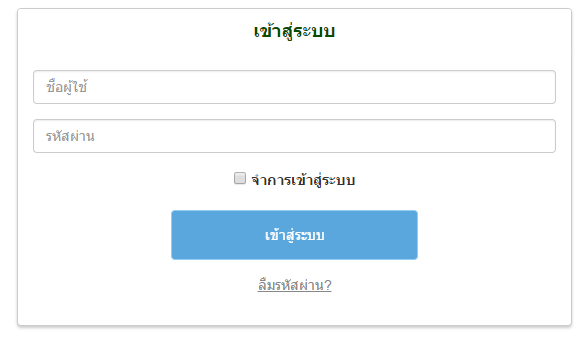 เข้าสู่ระบบ
ชื่อผู้ใช้
รหัสผ่าน
จำการเข้าสู่ระบบ
เข้าสู่ระบบ
ลืมรหัสผ่าน?